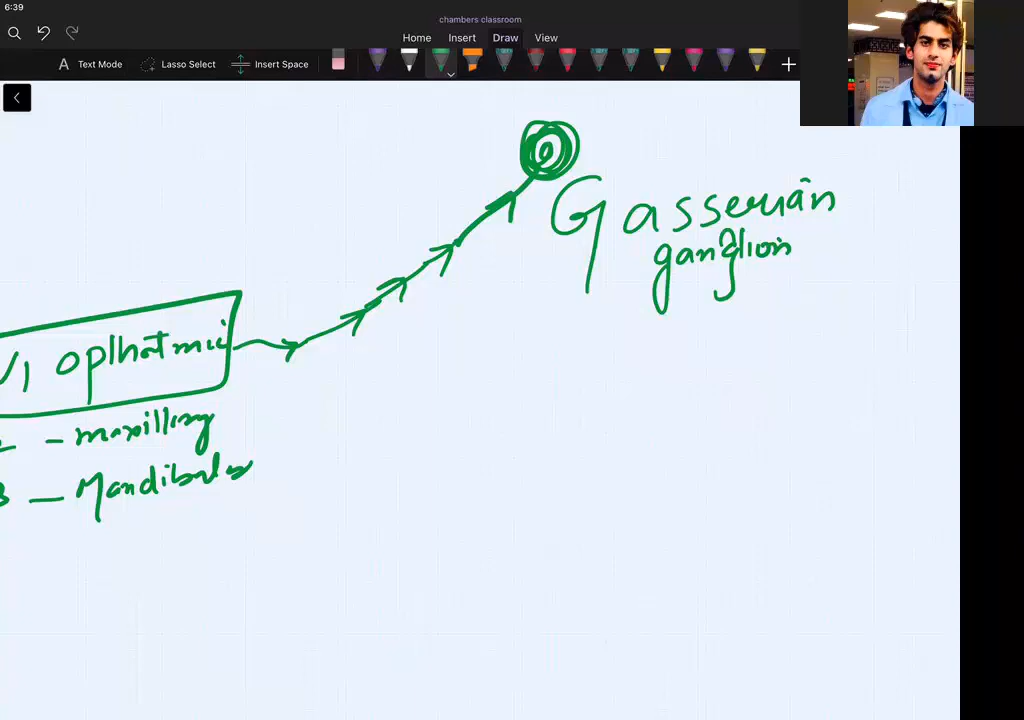 6:39
chambers classroom
Home Insert Draw View
Text Mode Lasso Select Insert Space
Gasserian
ganglion
V1 oplhatmic
- maxillary
3 — Mandibular